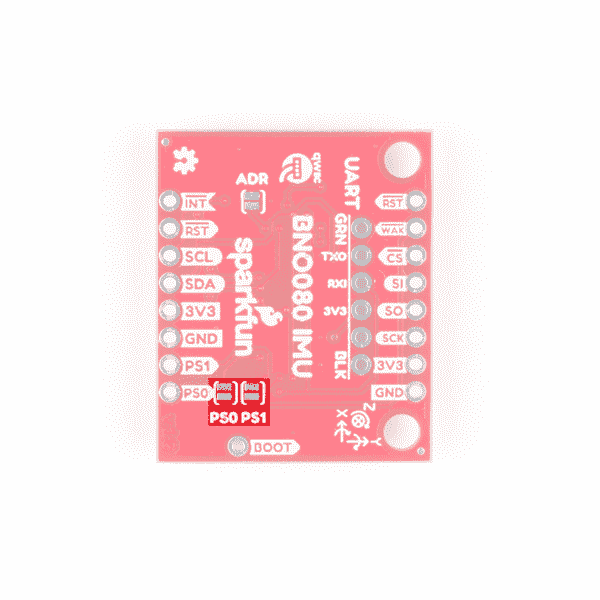 ADR
qwiic
UART
INT
RST
SCL
SDA
3V3
GND
PS1
PS0
sparkfun
BNO080 IMU
GRN
TXO
RXI
3V3
BLK
RST
WAK
CS
SI
SO
SCK
3V3
GND
PS0 PS1
BOOT
Z
X
Y